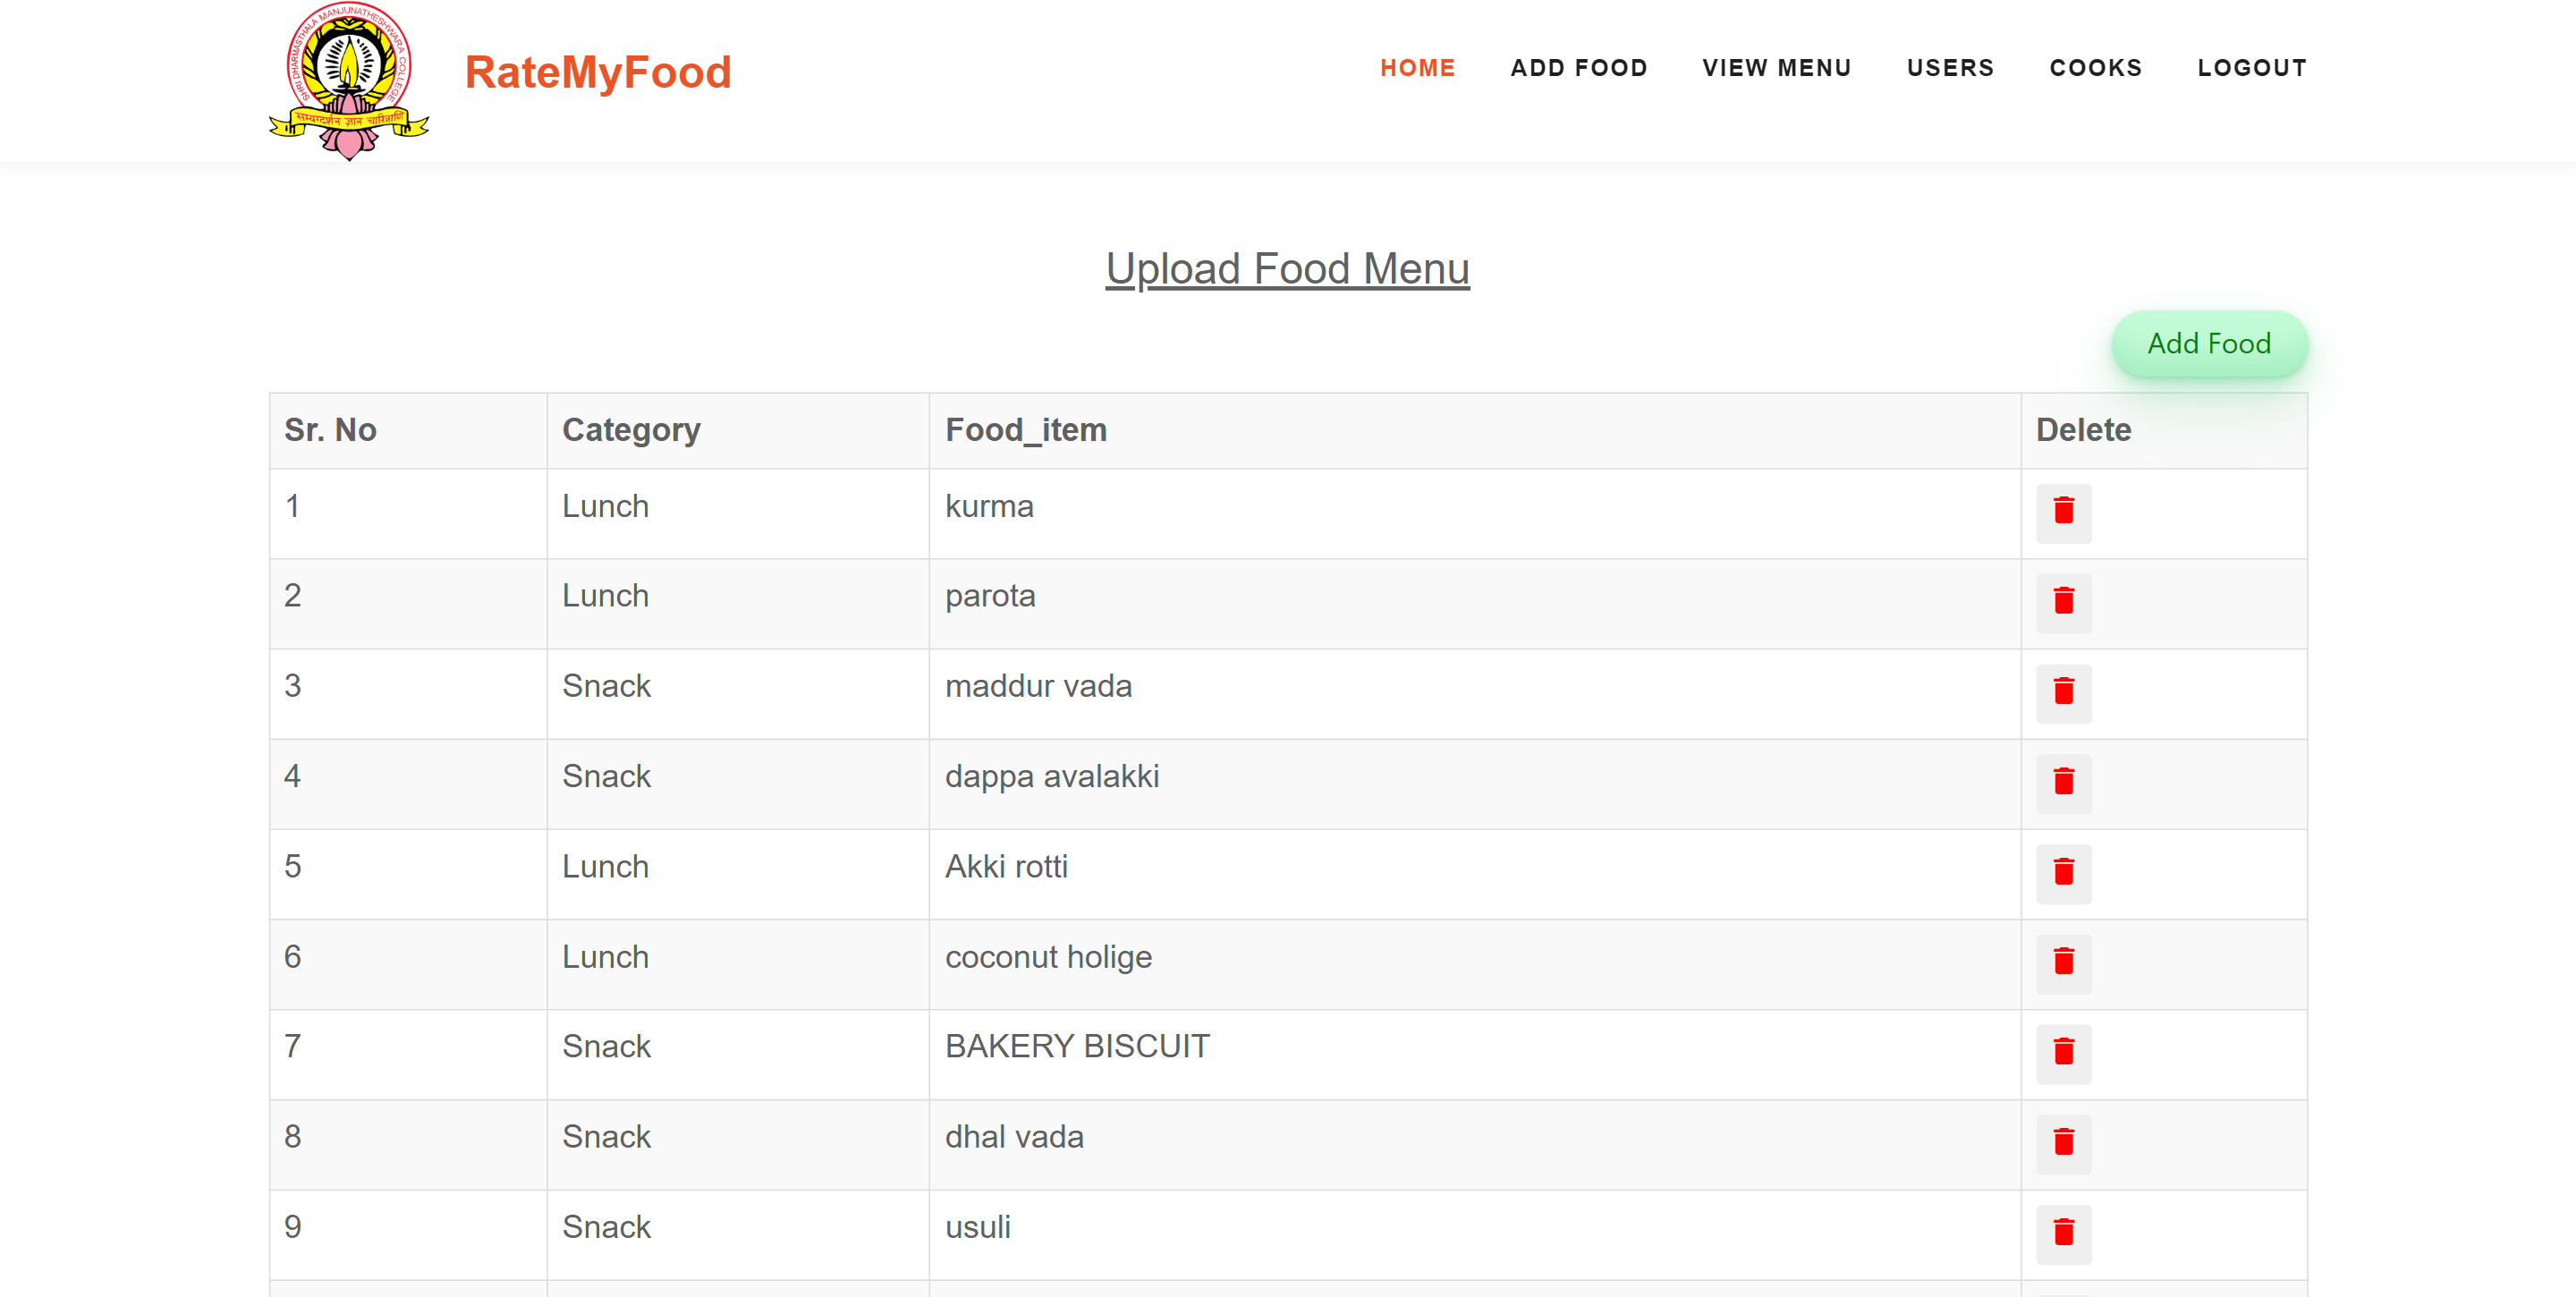 SHRI DHARMASTHALA MANJUNATHESHWARA COLLEGE
सम्यग्दर्शन ज्ञान चारित्राणि
RateMyFood
HOME ADD FOOD VIEW MENU USERS COOKS LOGOUT
Upload Food Menu
Add Food
Sr. No Category Food_item Delete
1 Lunch kurma
2 Lunch parota
3 Snack maddur vada
4 Snack dappa avalakki
5 Lunch Akki rotti
6 Lunch coconut holige
7 Snack BAKERY BISCUIT
8 Snack dhal vada
9 Snack usuli